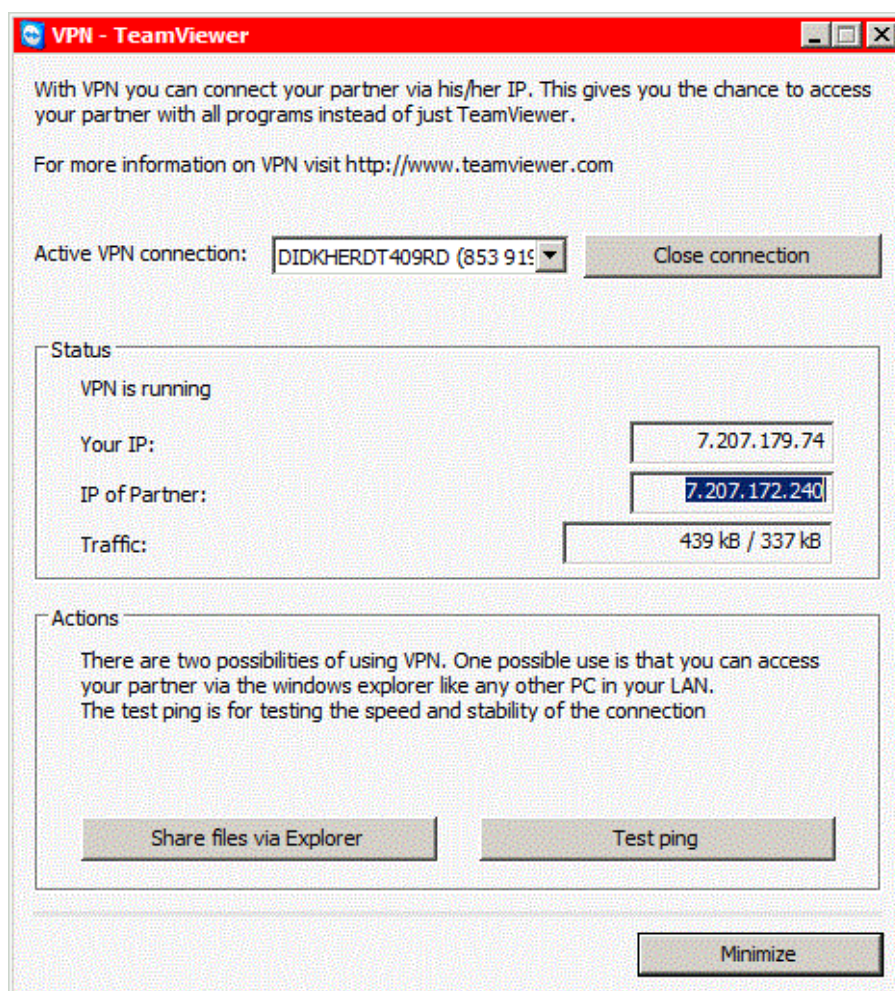 VPN - TeamViewer
With VPN you can connect your partner via his/her IP. This gives you the chance to access
your partner with all programs instead of just TeamViewer.
For more information on VPN visit http://www.teamviewer.com
Active VPN connection: DIDKHERDT409RD (853 919 Close connection
Status
VPN is running
Your IP: 7.207.179.74
IP of Partner: 7.207.172.240
Traffic: 439 kB / 337 kB
Actions
There are two possibilities of using VPN. One possible use is that you can access
your partner via the windows explorer like any other PC in your LAN.
The test ping is for testing the speed and stability of the connection
Share files via Explorer Test ping
Minimize